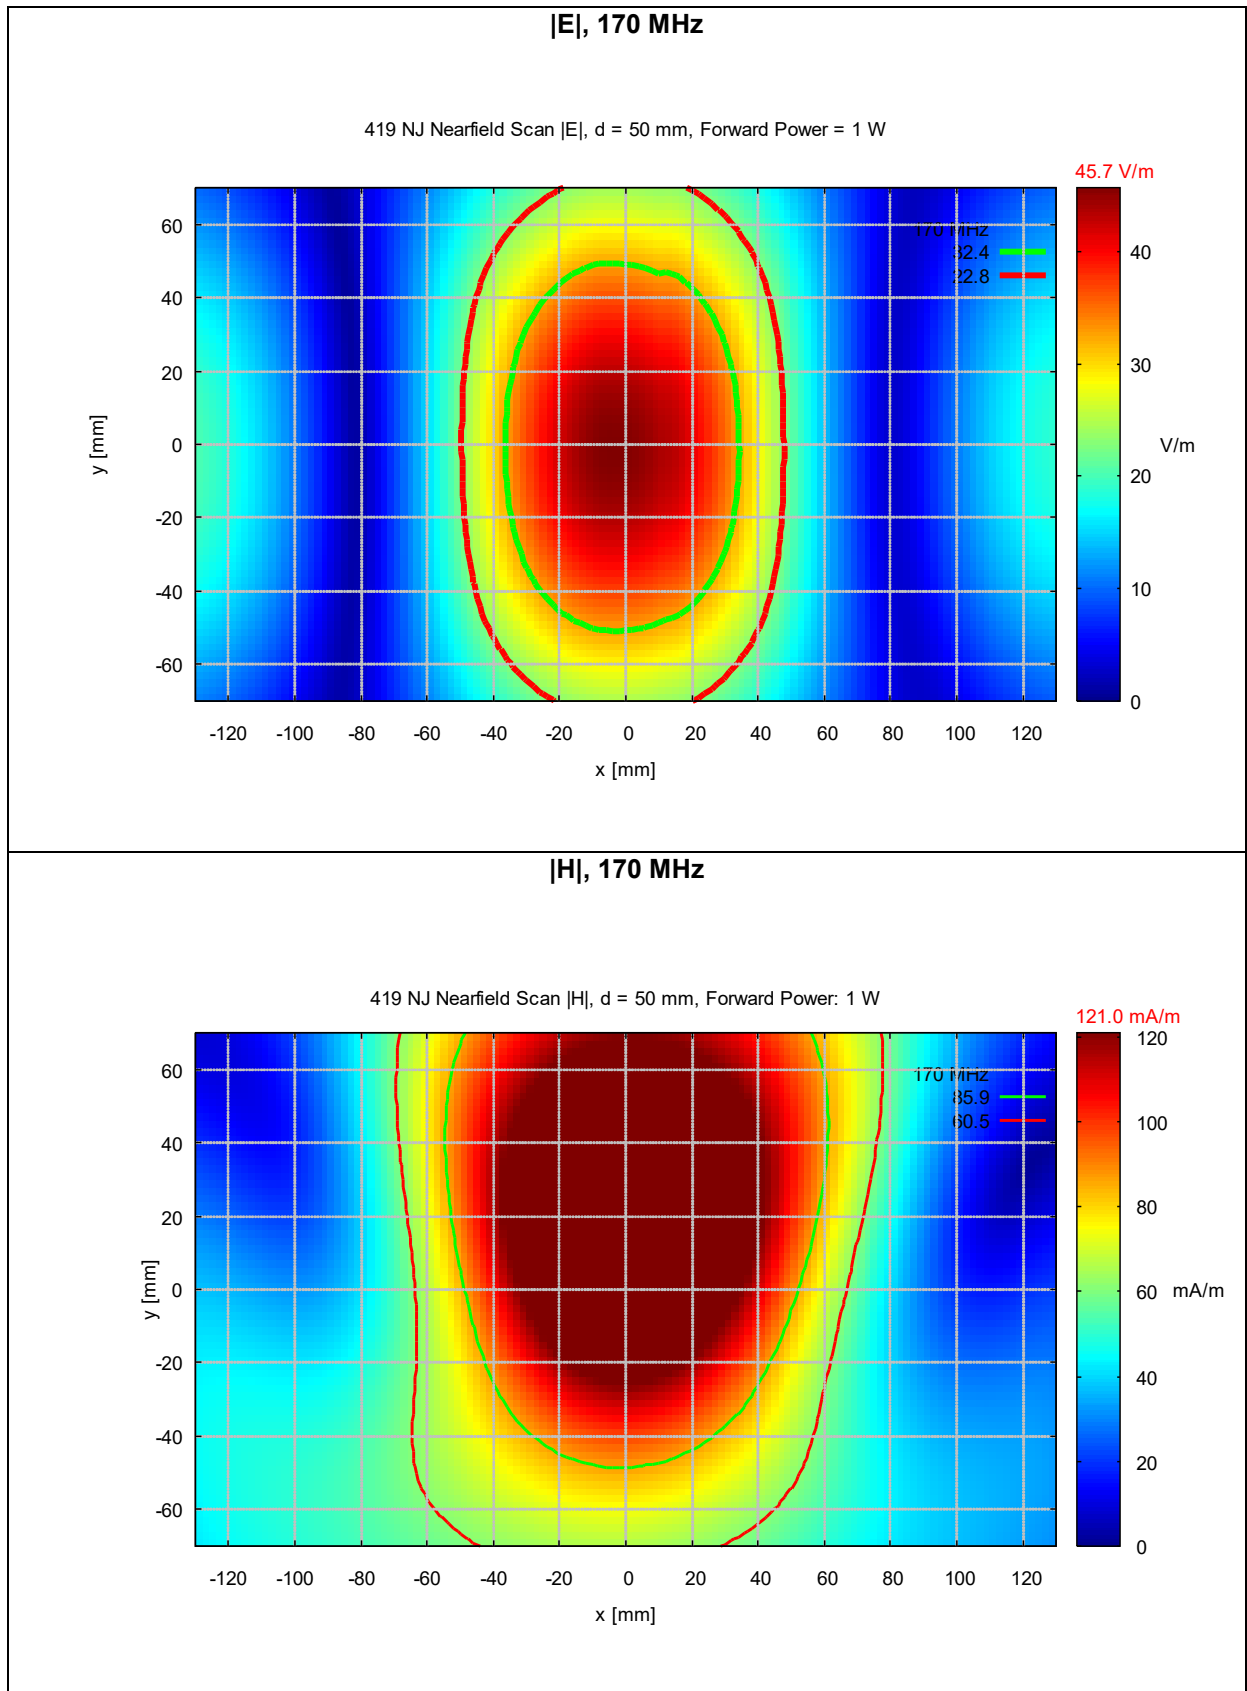 |E|, 170 MHz
419 NJ Nearfield Scan |E|, d = 50 mm, Forward Power = 1 W
45.7 V/m
170 MHz
32.4
22.8
60
40
20
0
-20
-40
-60
y [mm]
-120 -100 -80 -60 -40 -20 0 20 40 60 80 100 120
x [mm]
40
30
20
10
0
V/m
|H|, 170 MHz
419 NJ Nearfield Scan |H|, d = 50 mm, Forward Power: 1 W
121.0 mA/m
170 MHz
85.9
60.5
60
40
20
0
-20
-40
-60
y [mm]
-120 -100 -80 -60 -40 -20 0 20 40 60 80 100 120
x [mm]
120
100
80
60
40
20
0
mA/m